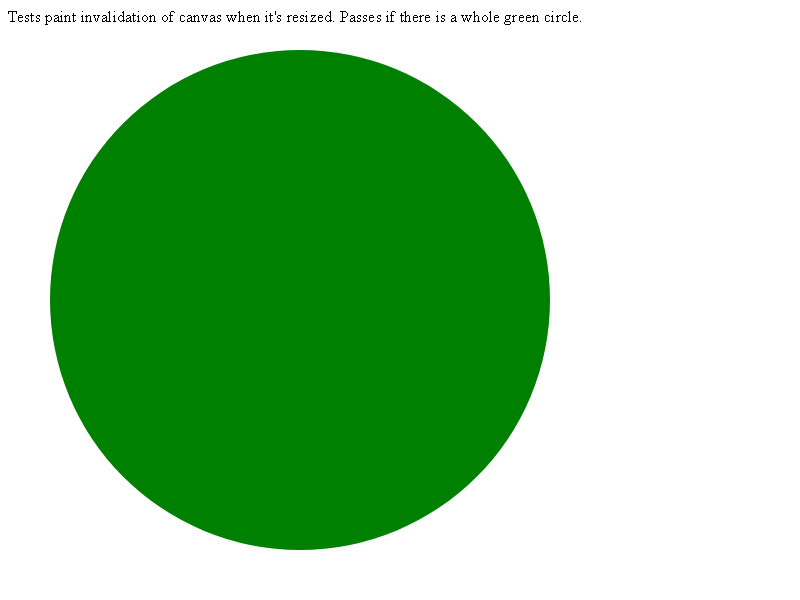 Tests paint invalidation of canvas when it's resized. Passes if there is a whole green circle.